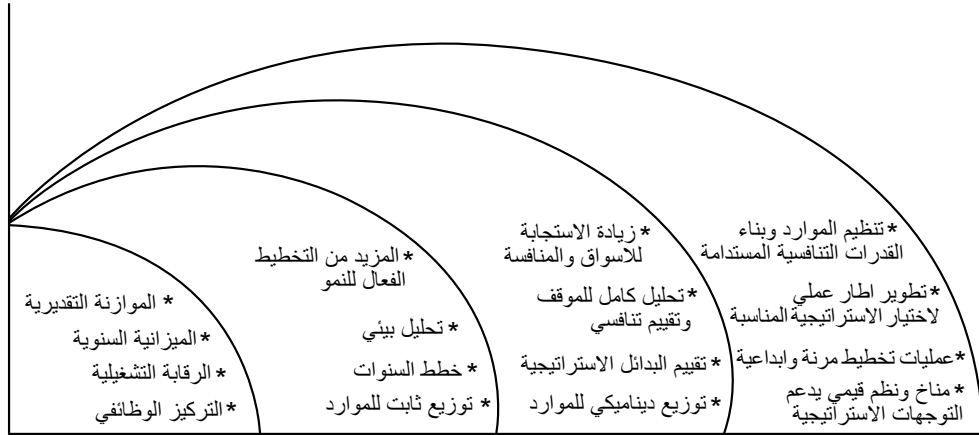 * تنظيم الموارد وبناء
القدرات التنافسية المستدامة
* تطوير اطار عملي
لاختيار الاستراتيجية المناسبة
* عمليات تخطيط مرنة وابداعية
* مناخ ونظم قيمي يدعم
التوجهات الاستراتيجية
* زيادة الاستجابة
للاسواق والمنافسة
* تحليل كامل للموقف
وتقييم تنافسي
* تقييم البدائل الاستراتيجية
* توزيع ديناميكي للموارد
* المزيد من التخطيط
الفعال للنمو
* تحليل بيئي
* خطط السنوات
* توزيع ثابت للموارد
* الموازنة التقديرية
* الميزانية السنوية
* الرقابة التشغيلية
* التركيز الوظائفي